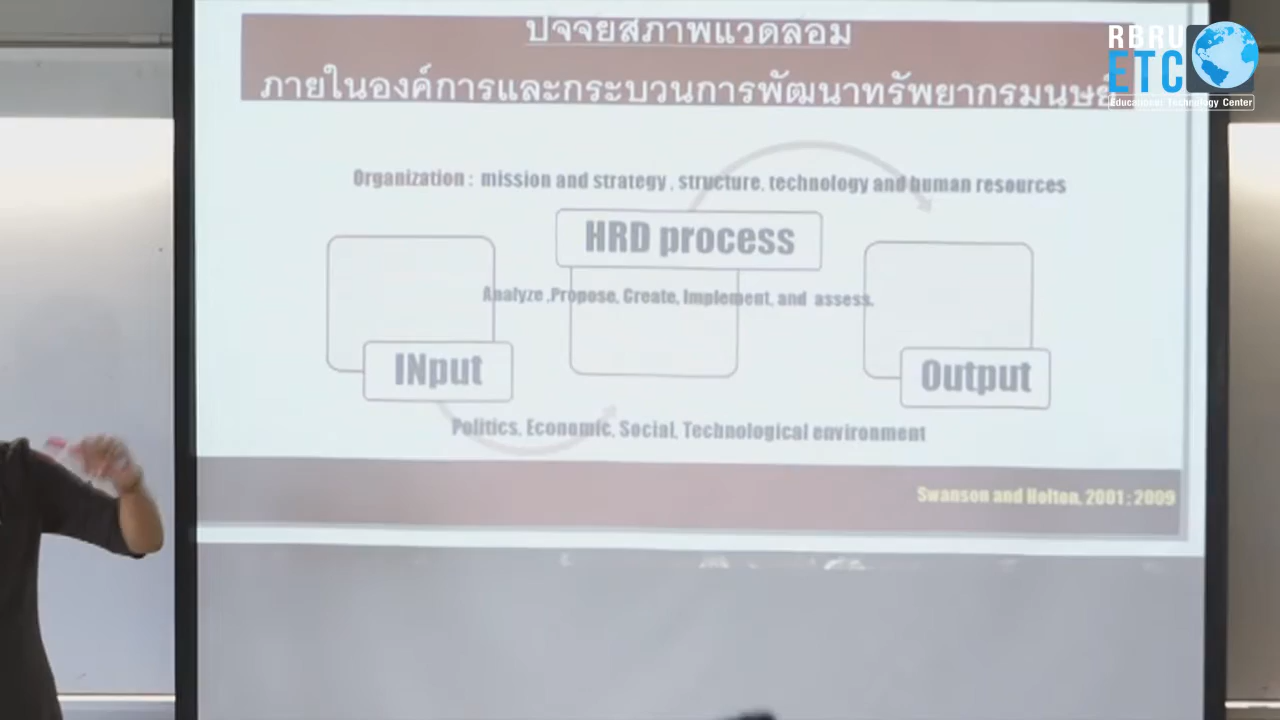 ปัจจัยสภาพแวดล้อม
ภายในองค์การและกระบวนการพัฒนาทรัพยากรมนุษย์
RBRU
ETC
Educational Technology Center
Organization : mission and strategy , structure, technology and human resources
HRD process
Analyze ,Propose, Create, Implement, and assess.
INput
Output
Politics, Economic, Social, Technological environment
Swanson and Holton, 2001 ; 2009